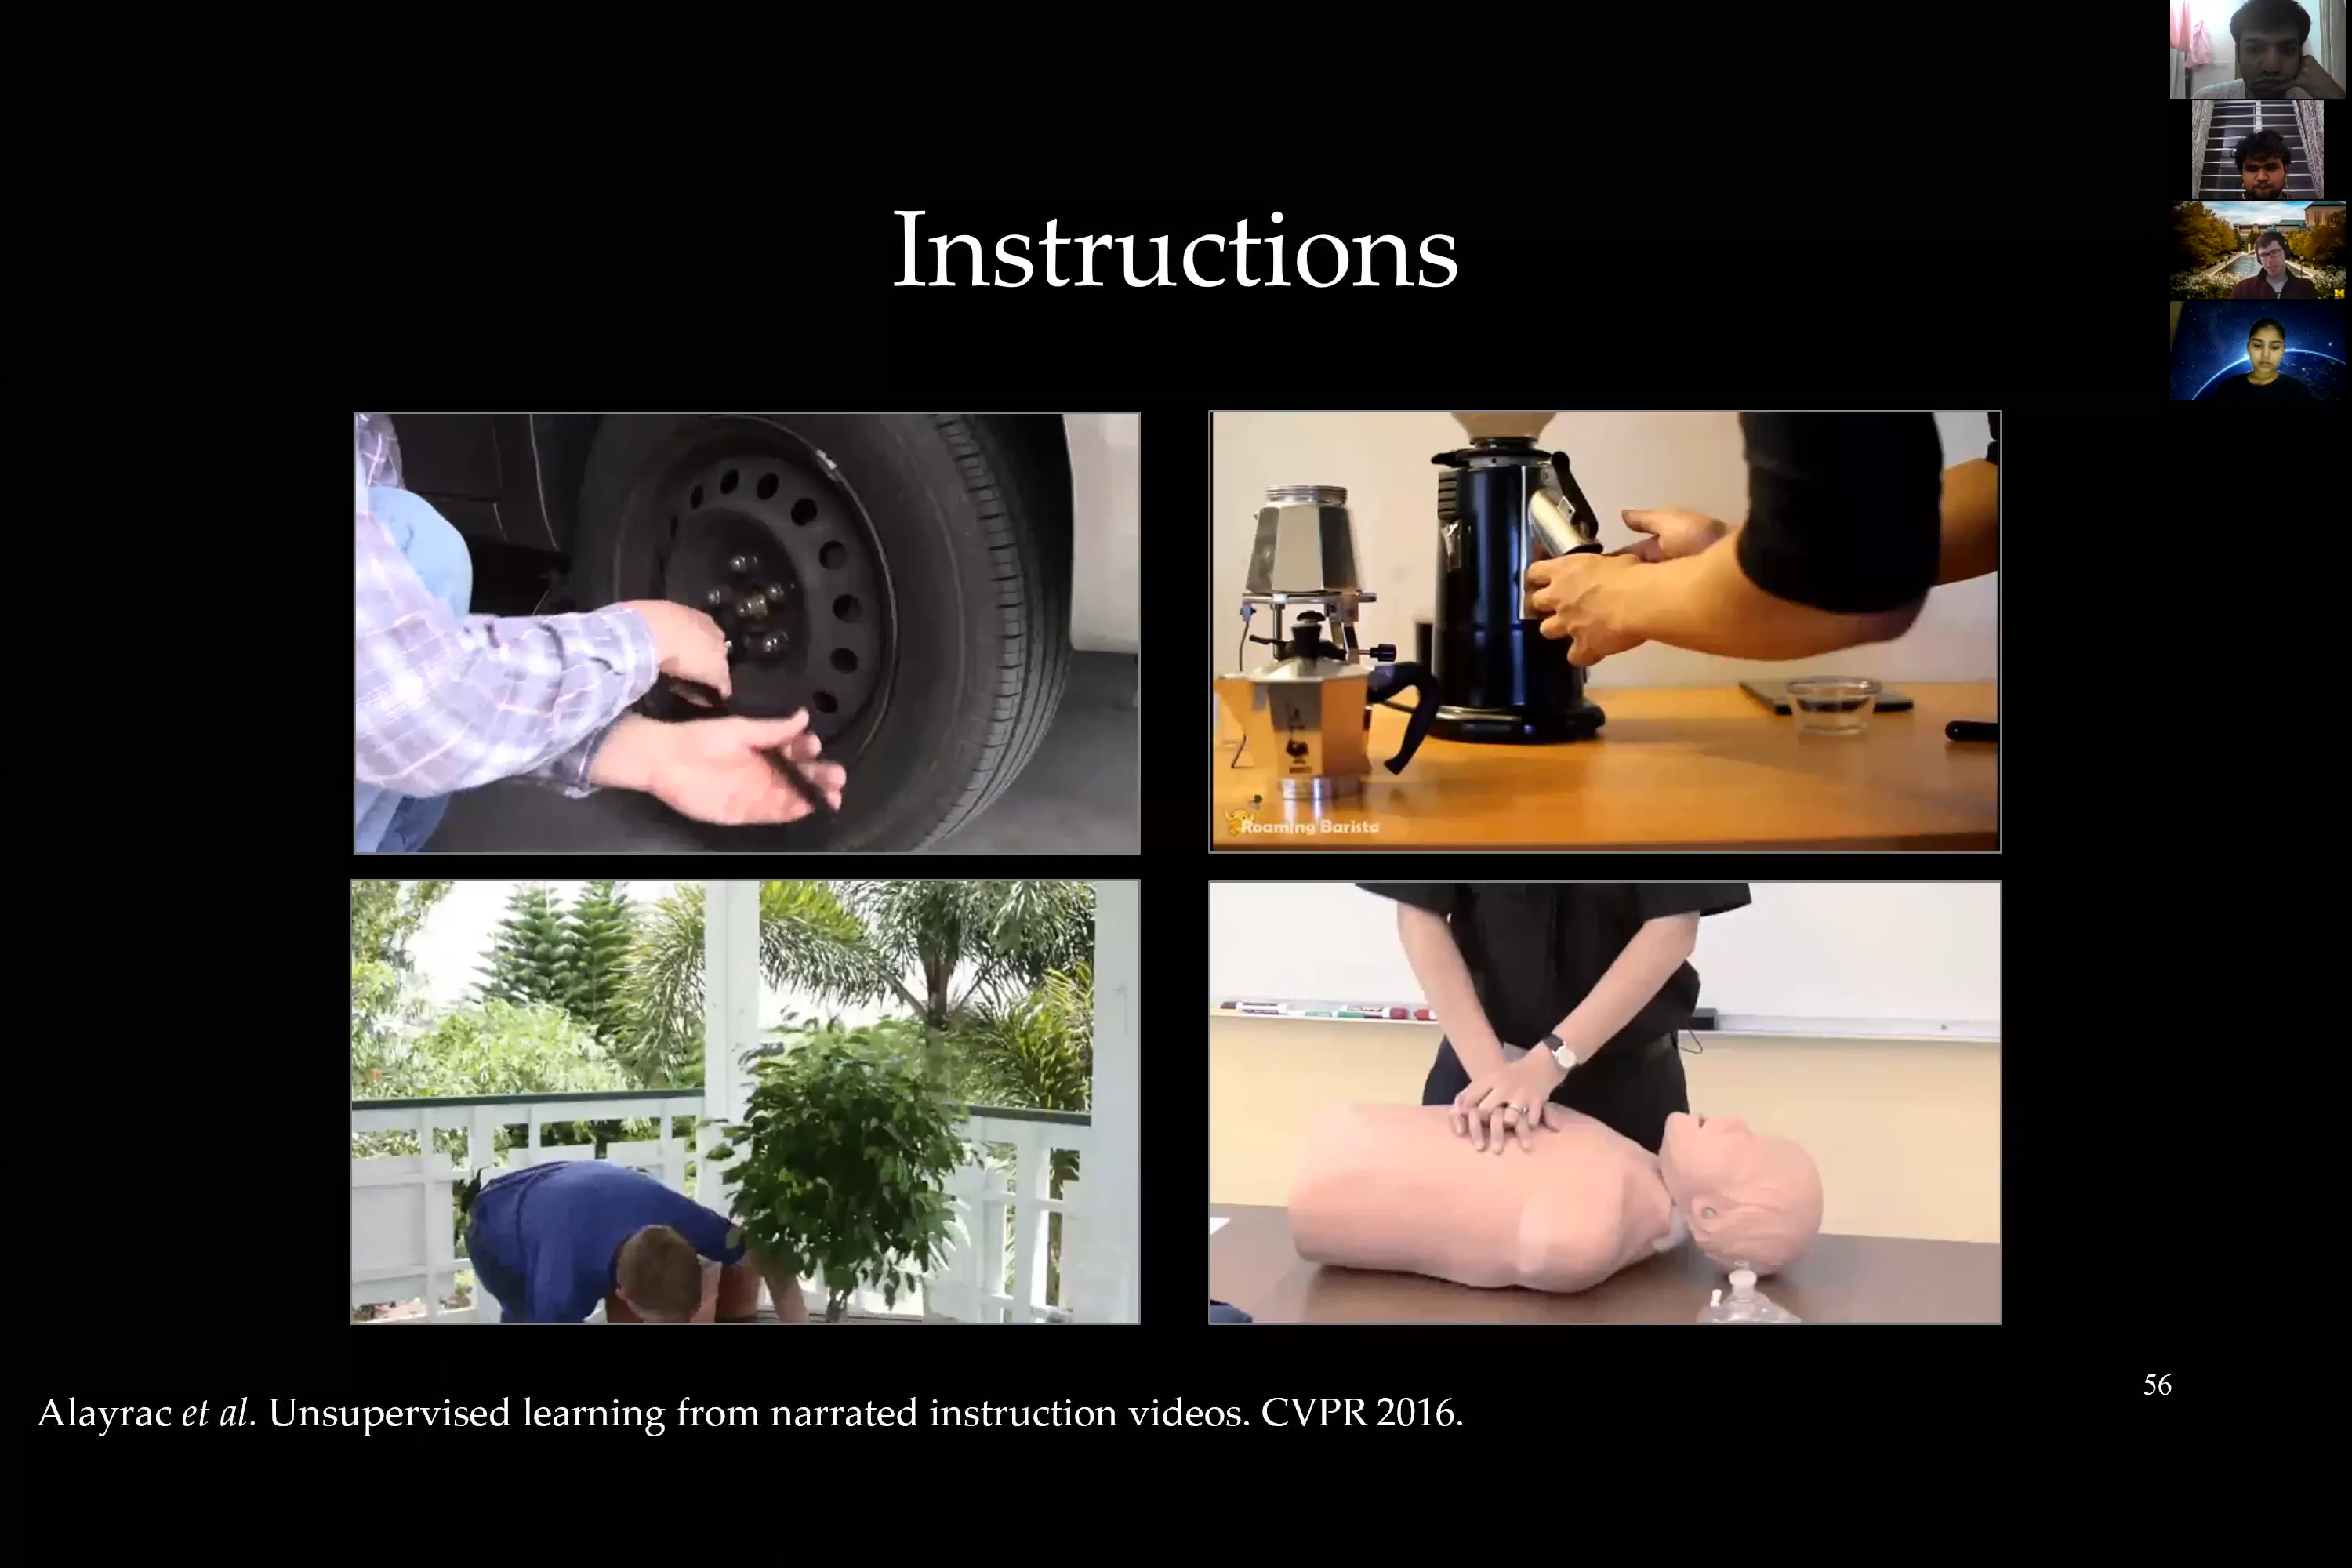 Instructions
Roaming Barista
56
Alayrac et al. Unsupervised learning from narrated instruction videos. CVPR 2016.